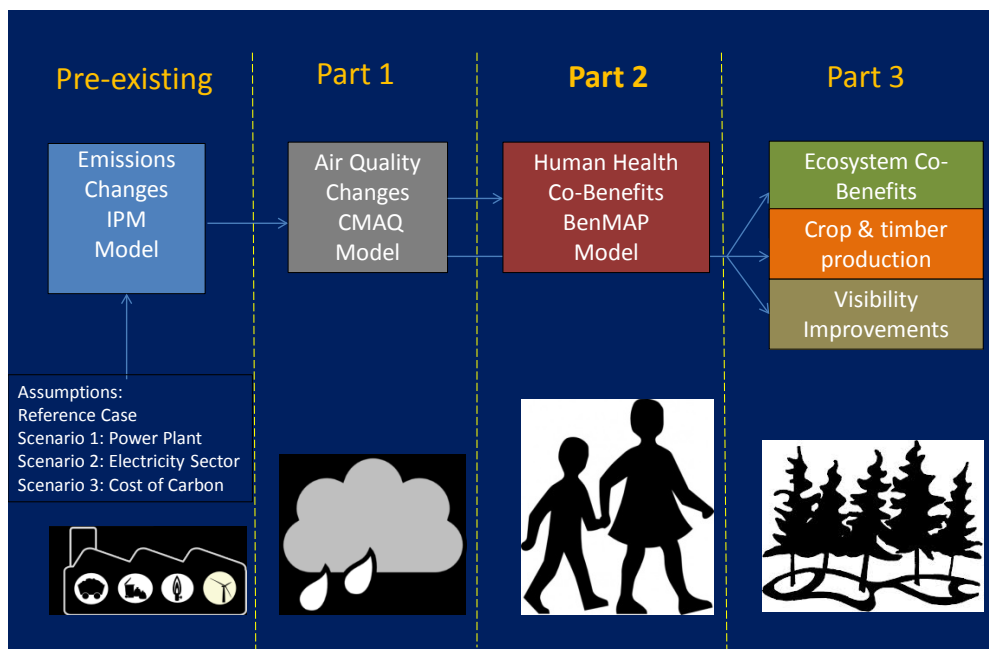 Pre-existing
Part 1
Part 2
Part 3
Emissions
Changes
IPM
Model
Air Quality
Changes
CMAQ
Model
Human Health
Co-Benefits
BenMAP
Model
Ecosystem Co-
Benefits
Crop & timber
production
Visibility
Improvements
Assumptions:
Reference Case
Scenario 1: Power Plant
Scenario 2: Electricity Sector
Scenario 3: Cost of Carbon